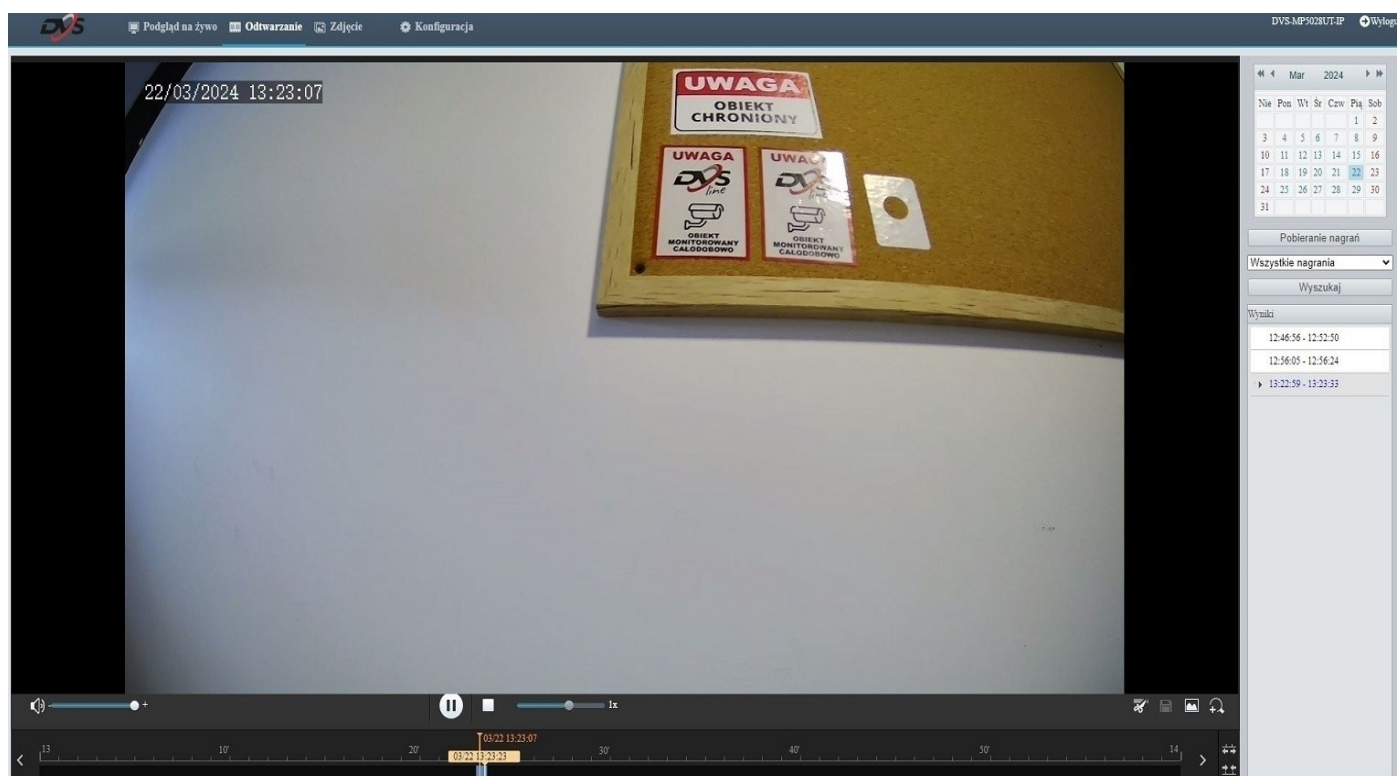 DVS
Podgląd na żywo
Odtwarzanie
Zdjęcie
Konfiguracja
DVS-MP5028UT-IP
Wylogu
22/03/2024 13:23:07
UWAGA
OBIEKT
CHRONIONY
UWAGA
DVS
line
OBIEKT
MONITOROWANY
CAŁODOBOWO
UWAGA
DVS
line
OBIEKT
MONITOROWANY
CAŁODOBOWO
Mar 2024
Nie Pon Wt Śr Czw Pią Sob
1 2
3 4 5 6 7 8 9
10 11 12 13 14 15 16
17 18 19 20 21 22 23
24 25 26 27 28 29 30
31
Pobieranie nagrań
Wszystkie nagrania
Wyszukaj
Wyniki
12:46:56 - 12:52:50
12:56:05 - 12:56:24
13:22:59 - 13:23:33
- +
1x
03/22 13:23:07
13 10' 20' 30' 40' 50' 14
03/22 13:23:23